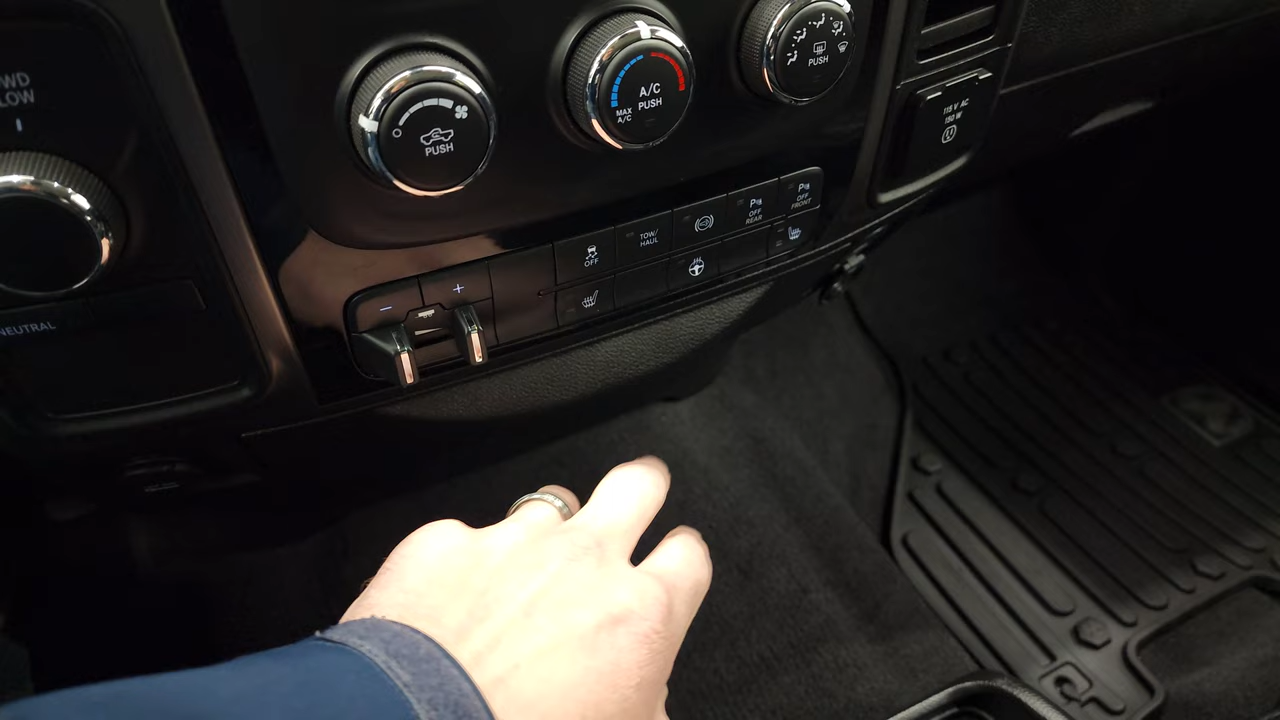 WD
LOW
NEUTRAL
PUSH
A/C
PUSH
MAX
A/C
PUSH
115 V AC
150 W
−
+
OFF
TOW/
HAUL
P
OFF
REAR
P
OFF
FRONT